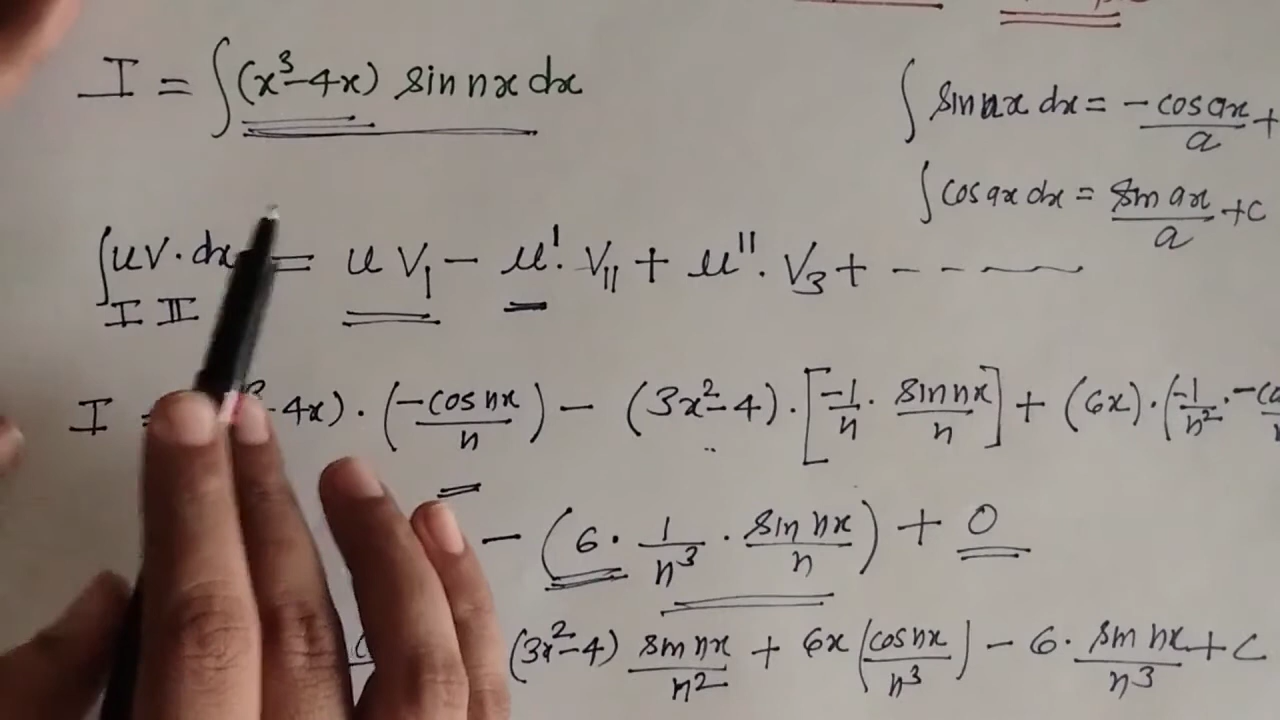 I = ∫(x³-4x) sin nx dx
∫ sin ax dx = -cos ax/a +
∫ cos ax dx = sin ax/a + C
∫ uv. dx = u V₁ - u'. V₁₁ + u''. V₃ + - - -
I II
I = 4x) . (-cos nx/n) - (3x²-4) . [-1/n . sin nx/n] + (6x) . (-1/n² . -co
- (6 . 1/n³ . sin nx/n) + 0
(3x²-4) sin nx/n² + 6x (cos nx/n³) - 6 . sin nx/n³ + C